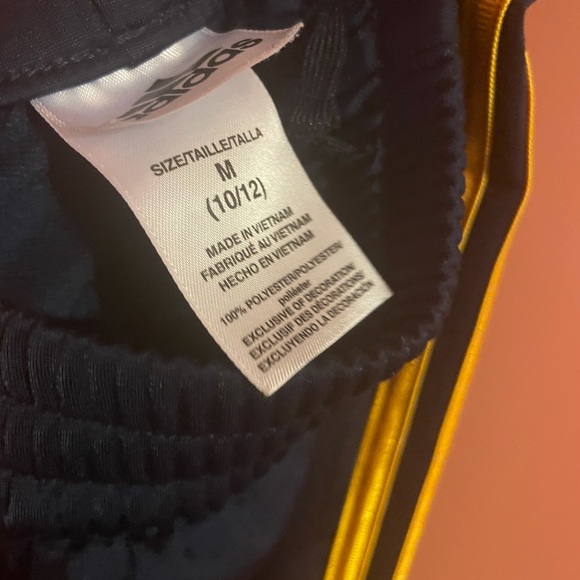 adidas
SIZE/TAILLE/TALLA
M
(10/12)
MADE IN VIETNAM
FABRIQUÉ AU VIETNAM
HECHO EN VIETNAM
100% POLYESTER/POLYESTER/
poliéster
EXCLUSIVE OF DECORATION
EXCLUSIF DES DÉCORATIONS
EXCLUYENDO LA DECORACIÓN